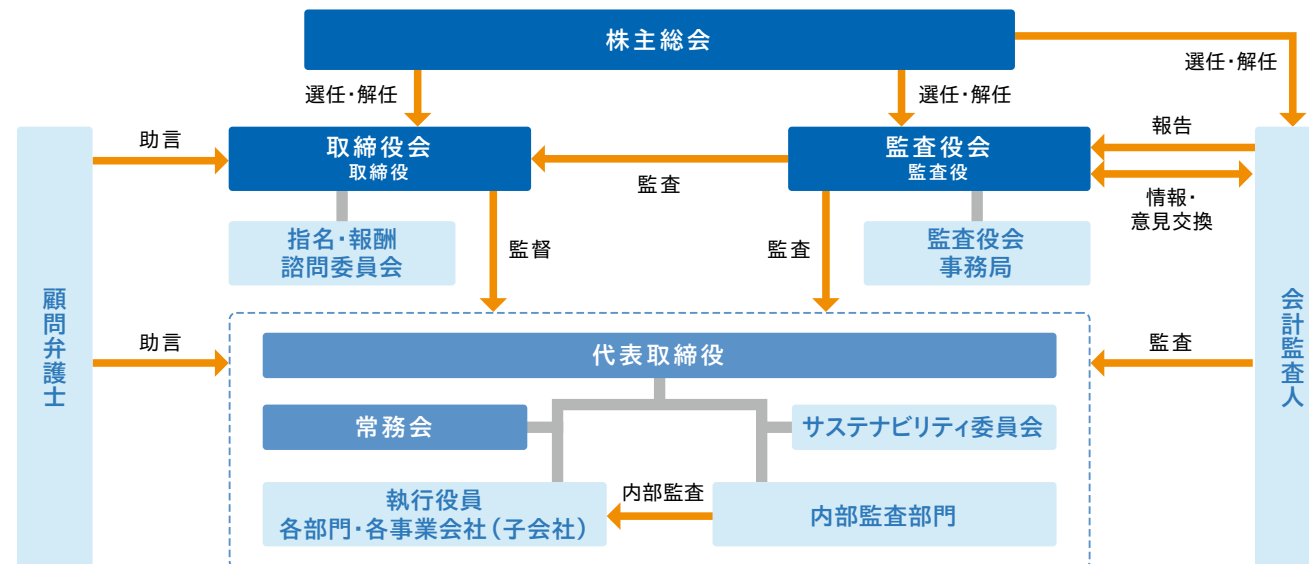 株主総会
選任・解任
選任・解任
選任・解任
助言
取締役会
取締役
監査
監査役会
監査役
報告
情報・
意見交換
指名・報酬
諮問委員会
監督
監査
監査役会
事務局
顧問弁護士
会計監査人
助言
代表取締役
監査
常務会
サステナビリティ委員会
執行役員
各部門・各事業会社（子会社）
内部監査
内部監査部門